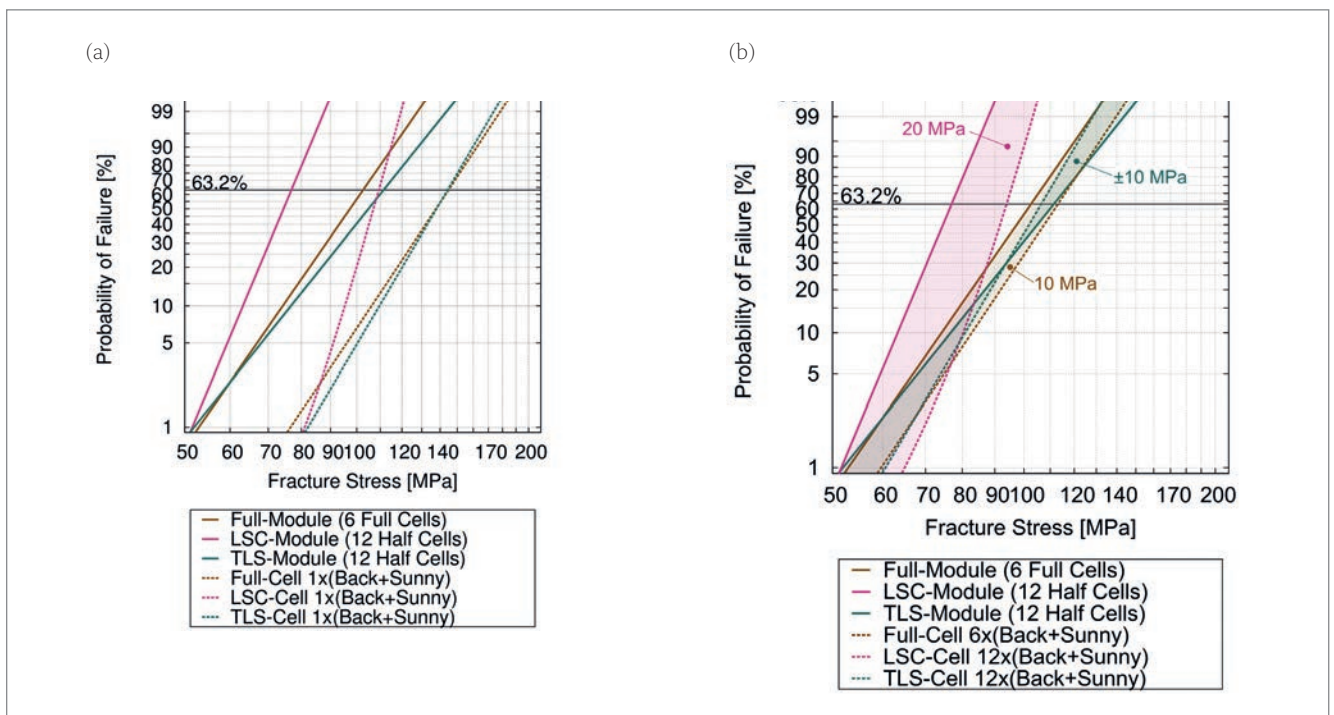 (a)
Probability of Failure [%]
99
90
80
70
63.2%
60
50
40
30
20
10
5
1
50 60 70 80 90 100 120 140 170 200
Fracture Stress [MPa]
Full-Module (6 Full Cells)
LSC-Module (12 Half Cells)
TLS-Module (12 Half Cells)
Full-Cell 1x(Back+Sunny)
LSC-Cell 1x(Back+Sunny)
TLS-Cell 1x(Back+Sunny)
(b)
Probability of Failure [%]
99
90
80
70
63.2%
60
50
40
30
20
10
5
1
20 MPa
±10 MPa
10 MPa
50 60 70 80 90 100 120 140 170 200
Fracture Stress [MPa]
Full-Module (6 Full Cells)
LSC-Module (12 Half Cells)
TLS-Module (12 Half Cells)
Full-Cell 6x(Back+Sunny)
LSC-Cell 12x(Back+Sunny)
TLS-Cell 12x(Back+Sunny)